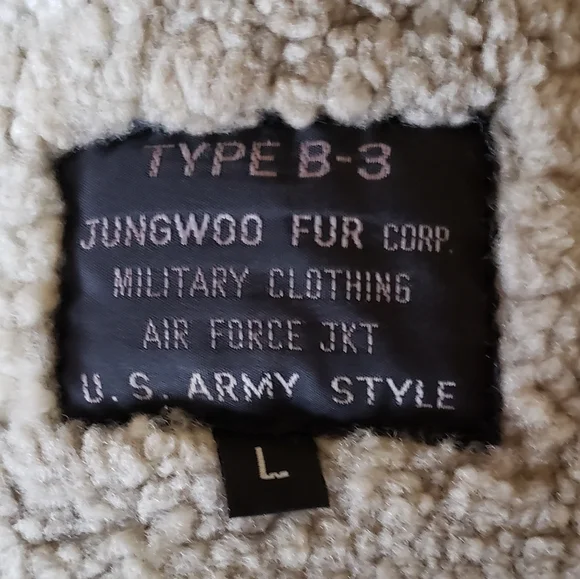 TYPE B-3
JUNGWOO FUR CORP.
MILITARY CLOTHING
AIR FORCE JKT
U.S. ARMY STYLE
L